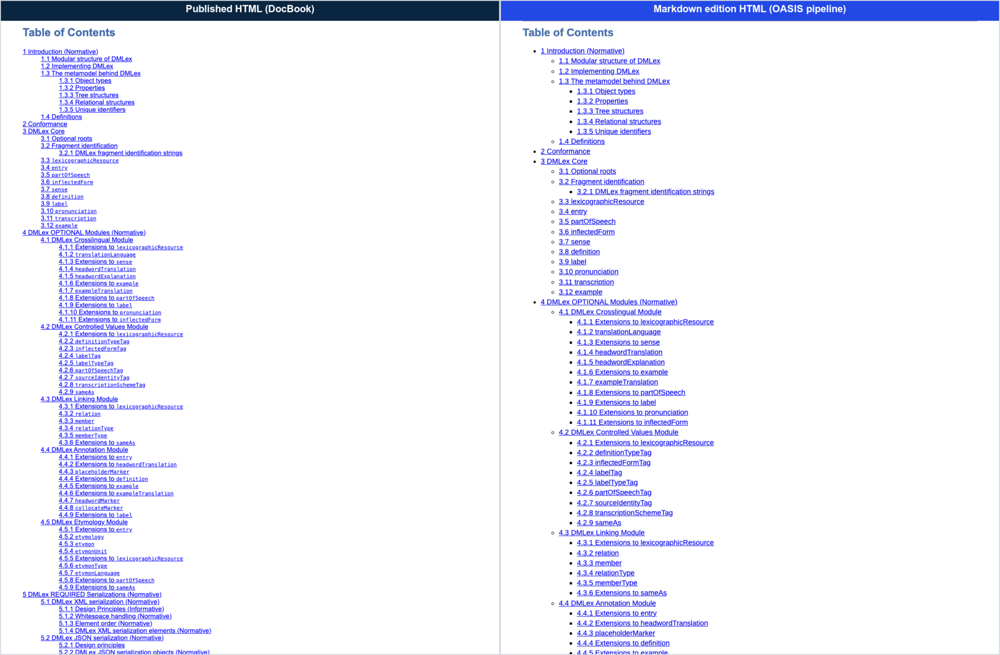 Published HTML (DocBook)
Table of Contents
1 Introduction (Normative)
1.1 Modular structure of DMLex
1.2 Implementing DMLex
1.3 The metamodel behind DMLex
1.3.1 Object types
1.3.2 Properties
1.3.3 Tree structures
1.3.4 Relational structures
1.3.5 Unique identifiers
1.4 Definitions
2 Conformance
3 DMLex Core
3.1 Optional roots
3.2 Fragment identification
3.2.1 DMLex fragment identification strings
3.3 lexicographicResource
3.4 entry
3.5 partOfSpeech
3.6 inflectedForm
3.7 sense
3.8 definition
3.9 label
3.10 pronunciation
3.11 transcription
3.12 example
4 DMLex OPTIONAL Modules (Normative)
4.1 DMLex Crosslingual Module
4.1.1 Extensions to lexicographicResource
4.1.2 translationLanguage
4.1.3 Extensions to sense
4.1.4 headwordTranslation
4.1.5 headwordExplanation
4.1.6 Extensions to example
4.1.7 exampleTranslation
4.1.8 Extensions to partOfSpeech
4.1.9 Extensions to label
4.1.10 Extensions to pronunciation
4.1.11 Extensions to inflectedForm
4.2 DMLex Controlled Values Module
4.2.1 Extensions to lexicographicResource
4.2.2 definitionTypeTag
4.2.3 inflectedFormTag
4.2.4 labelTag
4.2.5 labelTypeTag
4.2.6 partOfSpeechTag
4.2.7 sourceIdentityTag
4.2.8 transcriptionSchemeTag
4.2.9 sameAs
4.3 DMLex Linking Module
4.3.1 Extensions to lexicographicResource
4.3.2 relation
4.3.3 member
4.3.4 relationType
4.3.5 memberType
4.3.6 Extensions to sameAs
4.4 DMLex Annotation Module
4.4.1 Extensions to entry
4.4.2 Extensions to headwordTranslation
4.4.3 placeholderMarker
4.4.4 Extensions to definition
4.4.5 Extensions to example
4.4.6 Extensions to exampleTranslation
4.4.7 headwordMarker
4.4.8 collocateMarker
4.4.9 Extensions to label
4.5 DMLex Etymology Module
4.5.1 Extensions to entry
4.5.2 etymology
4.5.3 etymon
4.5.4 etymonUnit
4.5.5 Extensions to lexicographicResource
4.5.6 etymonType
4.5.7 etymonLanguage
4.5.8 Extensions to partOfSpeech
4.5.9 Extensions to sameAs
5 DMLex REQUIRED Serializations (Normative)
5.1 DMLex XML serialization (Normative)
5.1.1 Design Principles (Informative)
5.1.2 Whitespace handling (Normative)
5.1.3 Element order (Normative)
5.1.4 DMLex XML serialization elements (Normative)
5.2 DMLex JSON serialization (Normative)
5.2.1 Design principles
5.2.2 DMLex JSON serialization objects (Normative)
Markdown edition HTML (OASIS pipeline)
Table of Contents
1 Introduction (Normative)
1.1 Modular structure of DMLex
1.2 Implementing DMLex
1.3 The metamodel behind DMLex
1.3.1 Object types
1.3.2 Properties
1.3.3 Tree structures
1.3.4 Relational structures
1.3.5 Unique identifiers
1.4 Definitions
2 Conformance
3 DMLex Core
3.1 Optional roots
3.2 Fragment identification
3.2.1 DMLex fragment identification strings
3.3 lexicographicResource
3.4 entry
3.5 partOfSpeech
3.6 inflectedForm
3.7 sense
3.8 definition
3.9 label
3.10 pronunciation
3.11 transcription
3.12 example
4 DMLex OPTIONAL Modules (Normative)
4.1 DMLex Crosslingual Module
4.1.1 Extensions to lexicographicResource
4.1.2 translationLanguage
4.1.3 Extensions to sense
4.1.4 headwordTranslation
4.1.5 headwordExplanation
4.1.6 Extensions to example
4.1.7 exampleTranslation
4.1.8 Extensions to partOfSpeech
4.1.9 Extensions to label
4.1.10 Extensions to pronunciation
4.1.11 Extensions to inflectedForm
4.2 DMLex Controlled Values Module
4.2.1 Extensions to lexicographicResource
4.2.2 definitionTypeTag
4.2.3 inflectedFormTag
4.2.4 labelTag
4.2.5 labelTypeTag
4.2.6 partOfSpeechTag
4.2.7 sourceIdentityTag
4.2.8 transcriptionSchemeTag
4.2.9 sameAs
4.3 DMLex Linking Module
4.3.1 Extensions to lexicographicResource
4.3.2 relation
4.3.3 member
4.3.4 relationType
4.3.5 memberType
4.3.6 Extensions to sameAs
4.4 DMLex Annotation Module
4.4.1 Extensions to entry
4.4.2 Extensions to headwordTranslation
4.4.3 placeholderMarker
4.4.4 Extensions to definition
4.4.5 Extensions to example